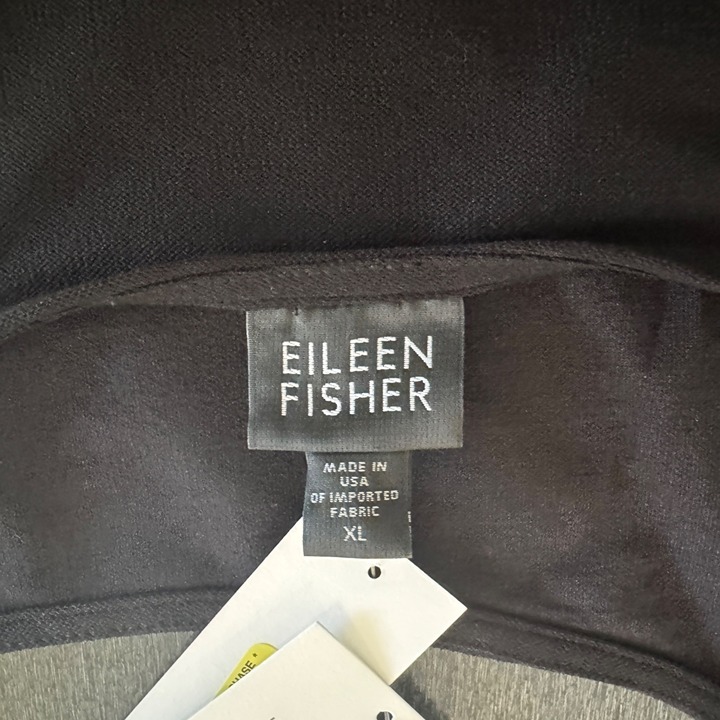 EILEEN
FISHER
MADE IN
USA
OF IMPORTED
FABRIC
XL